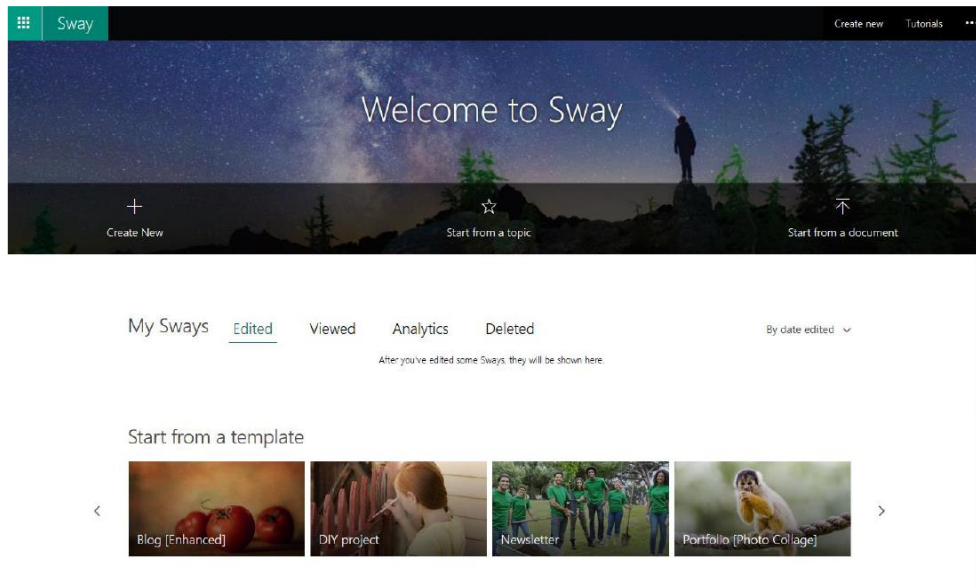 Sway
Create new Tutorials ...
Welcome to Sway
Create New
Start from a topic
Start from a document
My Sways Edited Viewed Analytics Deleted By date edited
After you've edited some Sways, they will be shown here.
Start from a template
Blog [Enhanced]
DIY project
Newsletter
Portfolio [Photo Collage]